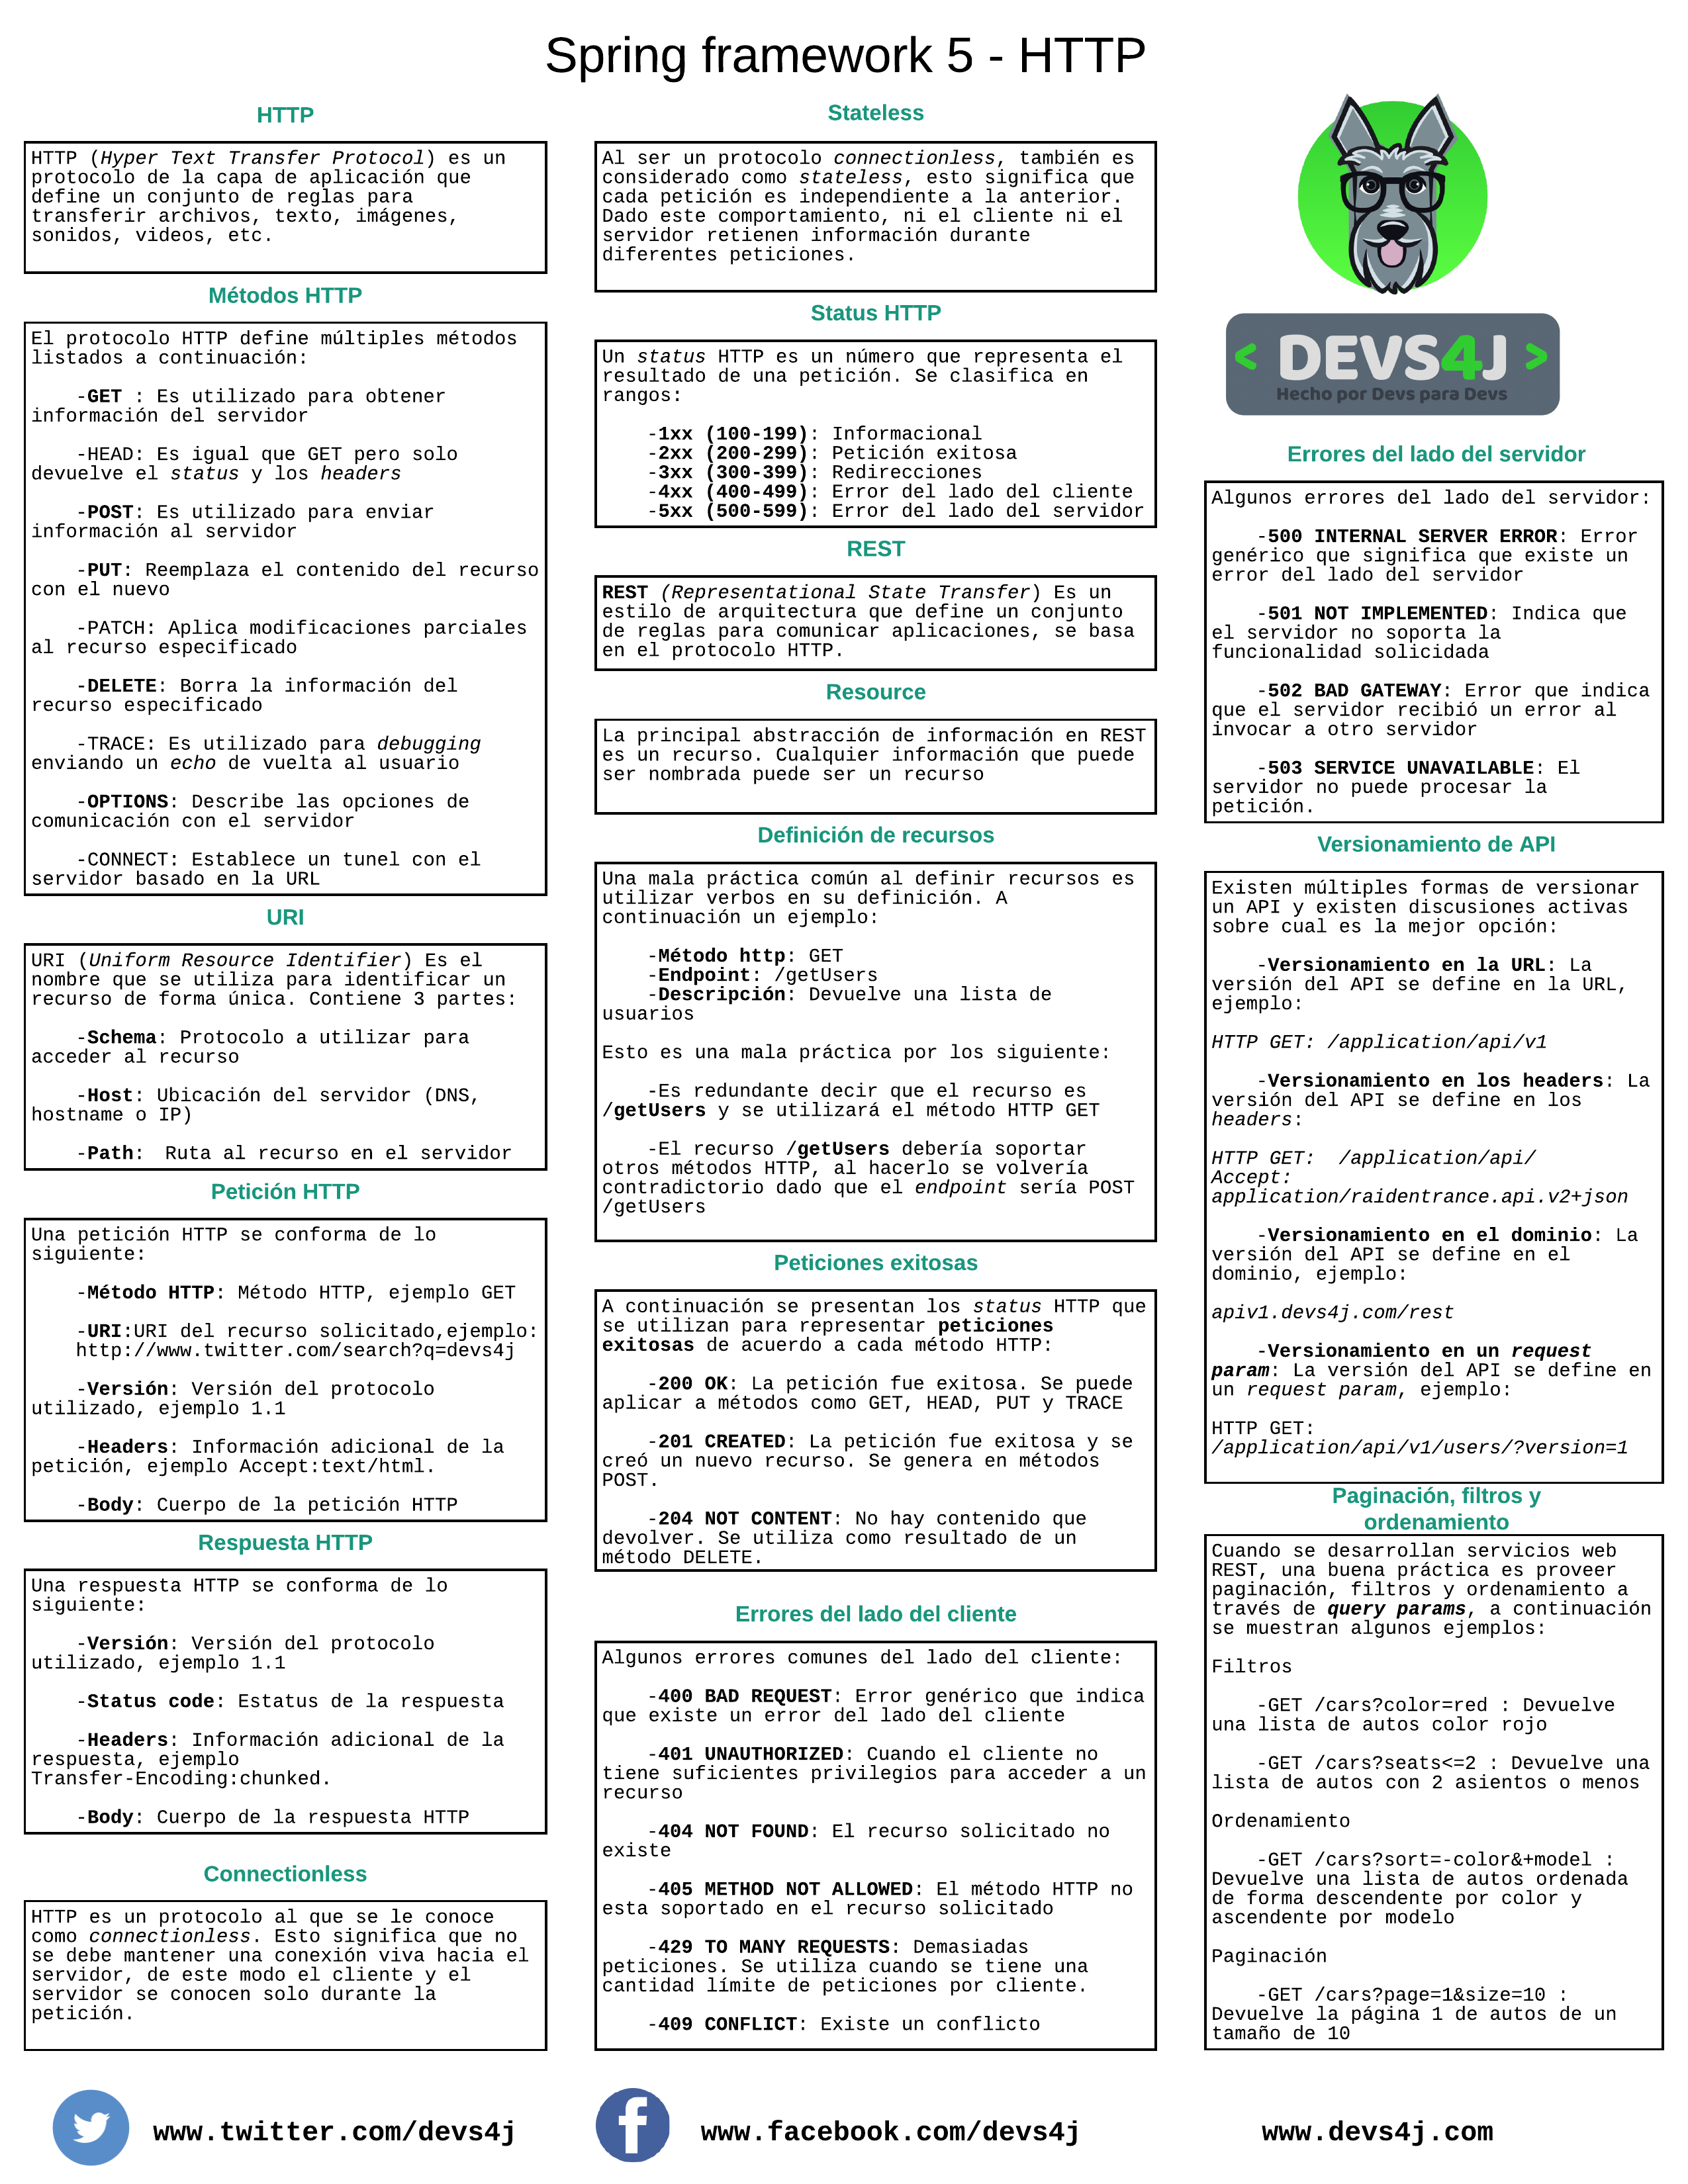 Spring framework 5 - HTTP
HTTP
HTTP (Hyper Text Transfer Protocol) es un
protocolo de la capa de aplicación que
define un conjunto de reglas para
transferir archivos, texto, imágenes,
sonidos, videos, etc.
Métodos HTTP
El protocolo HTTP define múltiples métodos
listados a continuación:
-GET : Es utilizado para obtener
información del servidor
-HEAD: Es igual que GET pero solo
devuelve el status y los headers
-POST: Es utilizado para enviar
información al servidor
-PUT: Reemplaza el contenido del recurso
con el nuevo
-PATCH: Aplica modificaciones parciales
al recurso especificado
-DELETE: Borra la información del
recurso especificado
-TRACE: Es utilizado para debugging
enviando un echo de vuelta al usuario
-OPTIONS: Describe las opciones de
comunicación con el servidor
-CONNECT: Establece un tunel con el
servidor basado en la URL
URI
URI (Uniform Resource Identifier) Es el
nombre que se utiliza para identificar un
recurso de forma única. Contiene 3 partes:
-Schema: Protocolo a utilizar para
acceder al recurso
-Host: Ubicación del servidor (DNS,
hostname o IP)
-Path:  Ruta al recurso en el servidor
Petición HTTP
Una petición HTTP se conforma de lo
siguiente:
-Método HTTP: Método HTTP, ejemplo GET
-URI:URI del recurso solicitado,ejemplo:
http://www.twitter.com/search?q=devs4j
-Versión: Versión del protocolo
utilizado, ejemplo 1.1
-Headers: Información adicional de la
petición, ejemplo Accept:text/html.
-Body: Cuerpo de la petición HTTP
Respuesta HTTP
Una respuesta HTTP se conforma de lo
siguiente:
-Versión: Versión del protocolo
utilizado, ejemplo 1.1
-Status code: Estatus de la respuesta
-Headers: Información adicional de la
respuesta, ejemplo
Transfer-Encoding:chunked.
-Body: Cuerpo de la respuesta HTTP
Connectionless
HTTP es un protocolo al que se le conoce
como connectionless. Esto significa que no
se debe mantener una conexión viva hacia el
servidor, de este modo el cliente y el
servidor se conocen solo durante la
petición.
Stateless
Al ser un protocolo connectionless, también es
considerado como stateless, esto significa que
cada petición es independiente a la anterior.
Dado este comportamiento, ni el cliente ni el
servidor retienen información durante
diferentes peticiones.
Status HTTP
Un status HTTP es un número que representa el
resultado de una petición. Se clasifica en
rangos:
-1xx (100-199): Informacional
-2xx (200-299): Petición exitosa
-3xx (300-399): Redirecciones
-4xx (400-499): Error del lado del cliente
-5xx (500-599): Error del lado del servidor
REST
REST (Representational State Transfer) Es un
estilo de arquitectura que define un conjunto
de reglas para comunicar aplicaciones, se basa
en el protocolo HTTP.
Resource
La principal abstracción de información en REST
es un recurso. Cualquier información que puede
ser nombrada puede ser un recurso
Definición de recursos
Una mala práctica común al definir recursos es
utilizar verbos en su definición. A
continuación un ejemplo:
-Método http: GET
-Endpoint: /getUsers
-Descripción: Devuelve una lista de
usuarios
Esto es una mala práctica por los siguiente:
-Es redundante decir que el recurso es
/getUsers y se utilizará el método HTTP GET
-El recurso /getUsers debería soportar
otros métodos HTTP, al hacerlo se volvería
contradictorio dado que el endpoint sería POST
/getUsers
Peticiones exitosas
A continuación se presentan los status HTTP que
se utilizan para representar peticiones
exitosas de acuerdo a cada método HTTP:
-200 OK: La petición fue exitosa. Se puede
aplicar a métodos como GET, HEAD, PUT y TRACE
-201 CREATED: La petición fue exitosa y se
creó un nuevo recurso. Se genera en métodos
POST.
-204 NOT CONTENT: No hay contenido que
devolver. Se utiliza como resultado de un
método DELETE.
Errores del lado del cliente
Algunos errores comunes del lado del cliente:
-400 BAD REQUEST: Error genérico que indica
que existe un error del lado del cliente
-401 UNAUTHORIZED: Cuando el cliente no
tiene suficientes privilegios para acceder a un
recurso
-404 NOT FOUND: El recurso solicitado no
existe
-405 METHOD NOT ALLOWED: El método HTTP no
esta soportado en el recurso solicitado
-429 TO MANY REQUESTS: Demasiadas
peticiones. Se utiliza cuando se tiene una
cantidad límite de peticiones por cliente.
-409 CONFLICT: Existe un conflicto
< DEVS4J >
Hecho por Devs para Devs
Errores del lado del servidor
Algunos errores del lado del servidor:
-500 INTERNAL SERVER ERROR: Error
genérico que significa que existe un
error del lado del servidor
-501 NOT IMPLEMENTED: Indica que
el servidor no soporta la
funcionalidad solicidada
-502 BAD GATEWAY: Error que indica
que el servidor recibió un error al
invocar a otro servidor
-503 SERVICE UNAVAILABLE: El
servidor no puede procesar la
petición.
Versionamiento de API
Existen múltiples formas de versionar
un API y existen discusiones activas
sobre cual es la mejor opción:
-Versionamiento en la URL: La
versión del API se define en la URL,
ejemplo:
HTTP GET: /application/api/v1
-Versionamiento en los headers: La
versión del API se define en los
headers:
HTTP GET:  /application/api/
Accept:
application/raidentrance.api.v2+json
-Versionamiento en el dominio: La
versión del API se define en el
dominio, ejemplo:
apiv1.devs4j.com/rest
-Versionamiento en un request
param: La versión del API se define en
un request param, ejemplo:
HTTP GET:
/application/api/v1/users/?version=1
Paginación, filtros y
ordenamiento
Cuando se desarrollan servicios web
REST, una buena práctica es proveer
paginación, filtros y ordenamiento a
través de query params, a continuación
se muestran algunos ejemplos:
Filtros
-GET /cars?color=red : Devuelve
una lista de autos color rojo
-GET /cars?seats<=2 : Devuelve una
lista de autos con 2 asientos o menos
Ordenamiento
-GET /cars?sort=-color&+model :
Devuelve una lista de autos ordenada
de forma descendente por color y
ascendente por modelo
Paginación
-GET /cars?page=1&size=10 :
Devuelve la página 1 de autos de un
tamaño de 10
www.twitter.com/devs4j
www.facebook.com/devs4j
www.devs4j.com